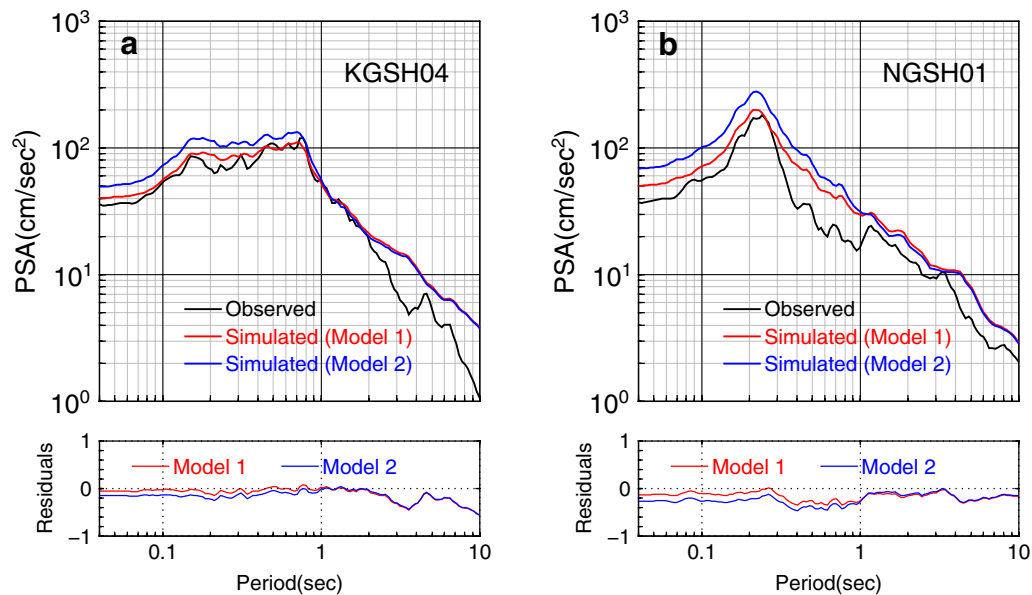 a
KGSH04
PSA(cm/sec²)
10³
10²
10¹
10⁰
Observed
Simulated (Model 1)
Simulated (Model 2)
Residuals
1
0
−1
Model 1
Model 2
0.1
1
10
Period(sec)
b
NGSH01
PSA(cm/sec²)
10³
10²
10¹
10⁰
Observed
Simulated (Model 1)
Simulated (Model 2)
Residuals
1
0
−1
Model 1
Model 2
0.1
1
10
Period(sec)